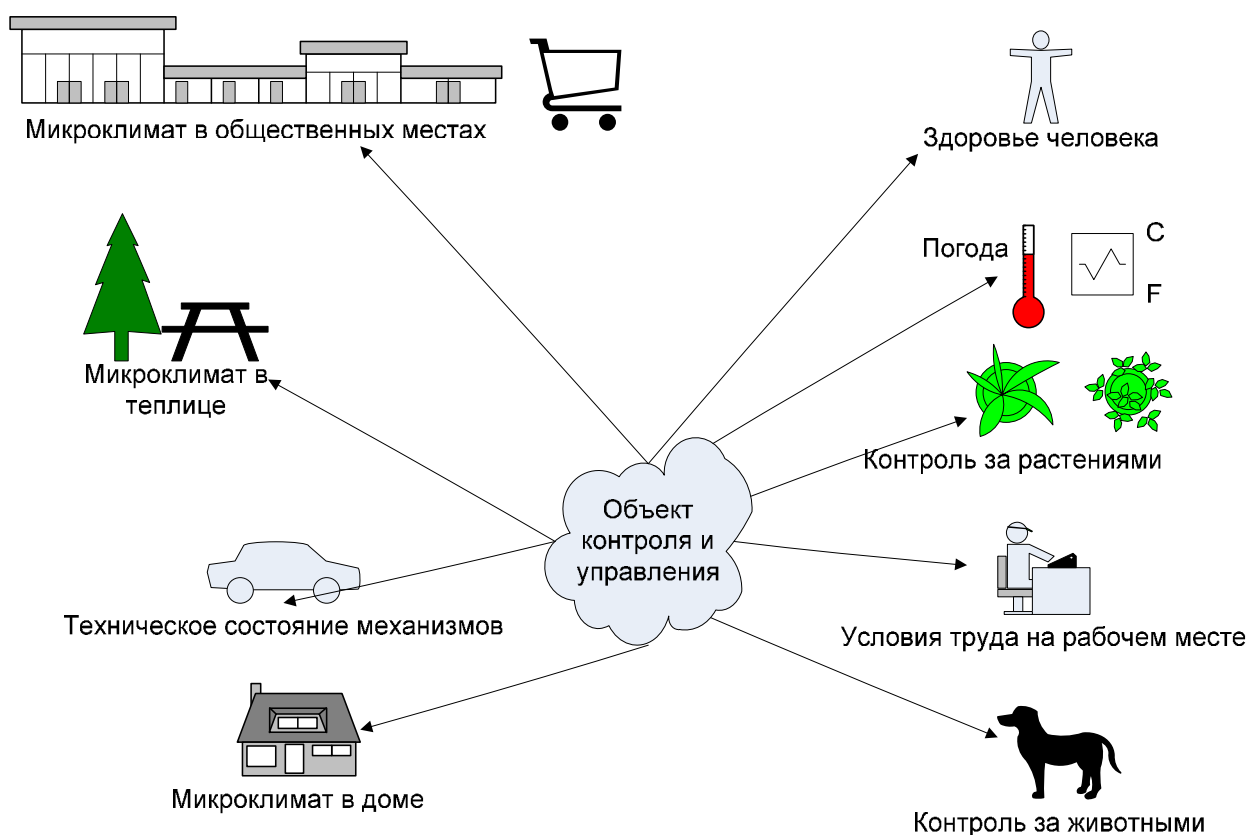 Микроклимат в общественных местах
Здоровье человека
Погода
C
F
Микроклимат в
теплице
Контроль за растениями
Объект
контроля и
управления
Техническое состояние механизмов
Условия труда на рабочем месте
Микроклимат в доме
Контроль за животными